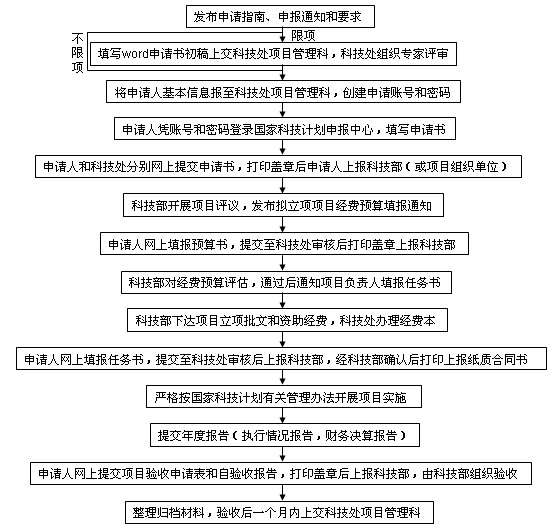 发布申请指南、申报通知和要求
不限项
限项
填写word申请书初稿上交科技处项目管理科，科技处组织专家评审
将申请人基本信息报至科技处项目管理科，创建申请账号和密码
申请人凭账号和密码登录国家科技计划申报中心，填写申请书
申请人和科技处分别网上提交申请书，打印盖章后申请人上报科技部（或项目组织单位）
科技部开展项目评议，发布拟立项项目经费预算填报通知
申请人网上填报预算书，提交至科技处审核后打印盖章上报科技部
科技部对经费预算评估，通过后通知项目负责人填报任务书
科技部下达项目立项批文和资助经费，科技处办理经费本
申请人网上填报任务书，提交至科技处审核后上报科技部，经科技部确认后打印上报纸质合同书
严格按国家科技计划有关管理办法开展项目实施
提交年度报告（执行情况报告，财务决算报告）
申请人网上提交项目验收申请表和自验收报告，打印盖章后上报科技部，由科技部组织验收
整理归档材料，验收后一个月内上交科技处项目管理科